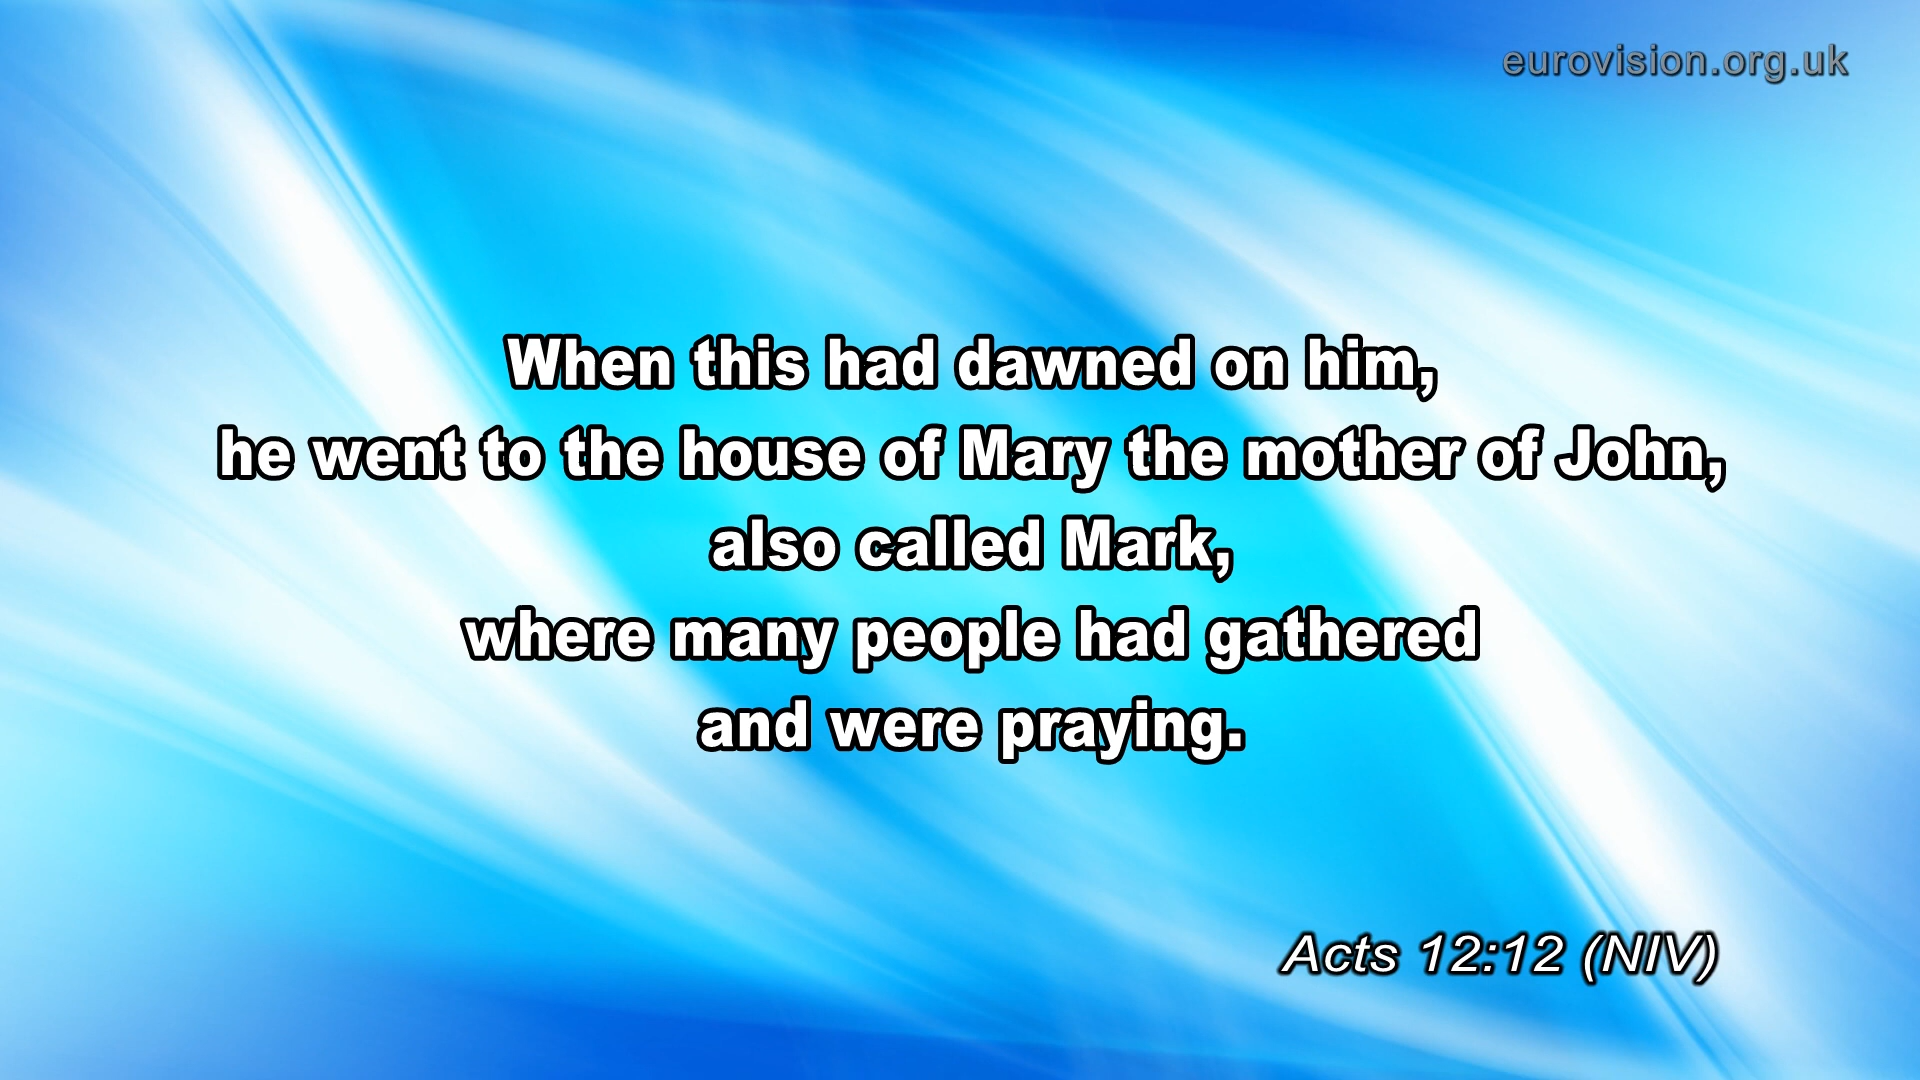 eurovision.org.uk
When this had dawned on him,
he went to the house of Mary the mother of John,
also called Mark,
where many people had gathered
and were praying.
Acts 12:12 (NIV)